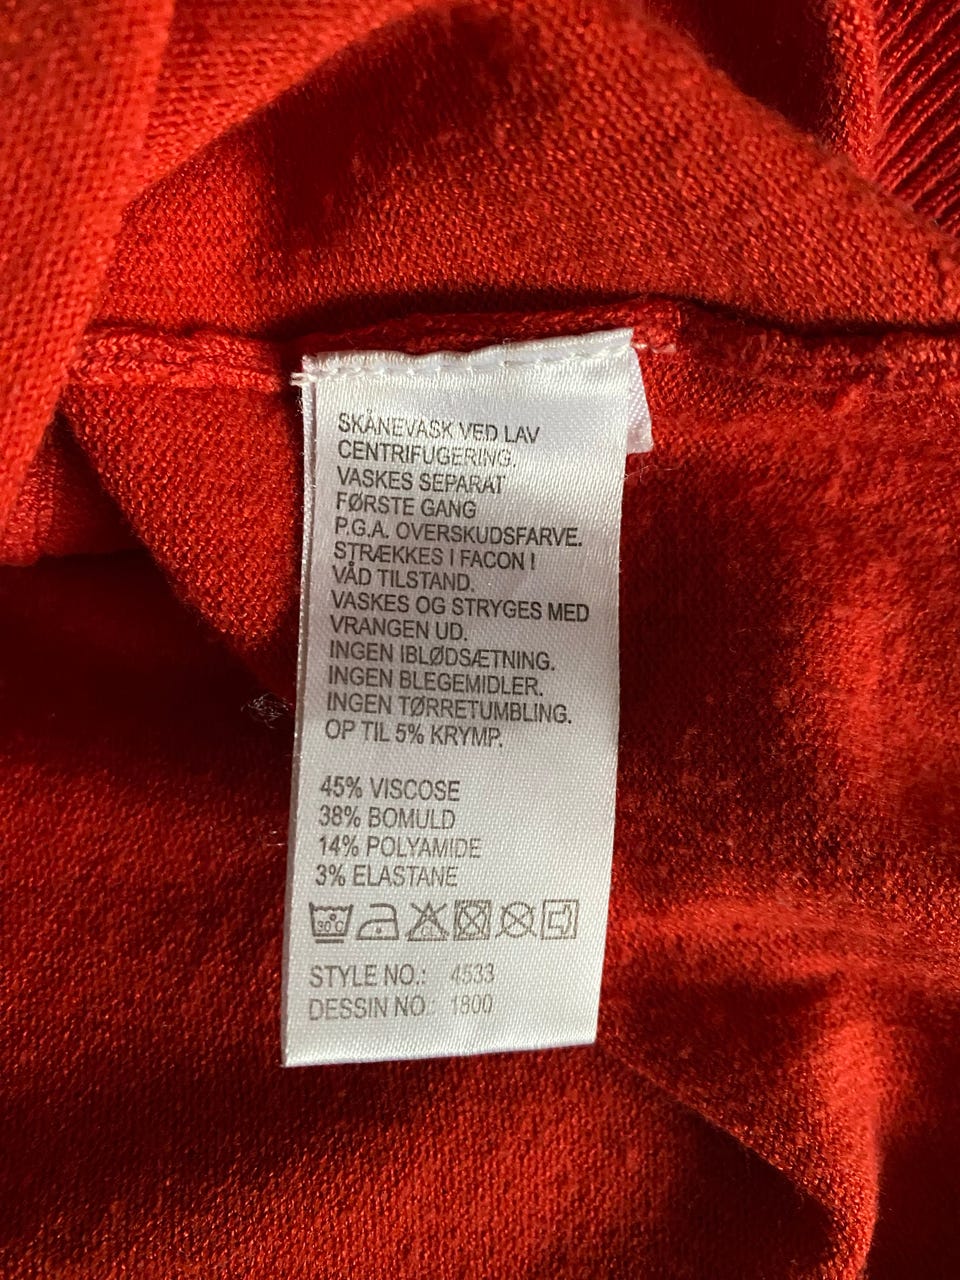 SKÅNEVASK VED LAV
CENTRIFUGERING.
VASKES SEPARAT
FØRSTE GANG
P.G.A. OVERSKUDSFARVE.
STRÆKKES I FACON I
VÅD TILSTAND.
VASKES OG STRYGES MED
VRANGEN UD.
INGEN IBLØDSÆTNING.
INGEN BLEGEMIDLER.
INGEN TØRRETUMBLING.
OP TIL 5% KRYMP.
45% VISCOSE
38% BOMULD
14% POLYAMIDE
3% ELASTANE
30°C
STYLE NO.: 4533
DESSIN NO.: 1800